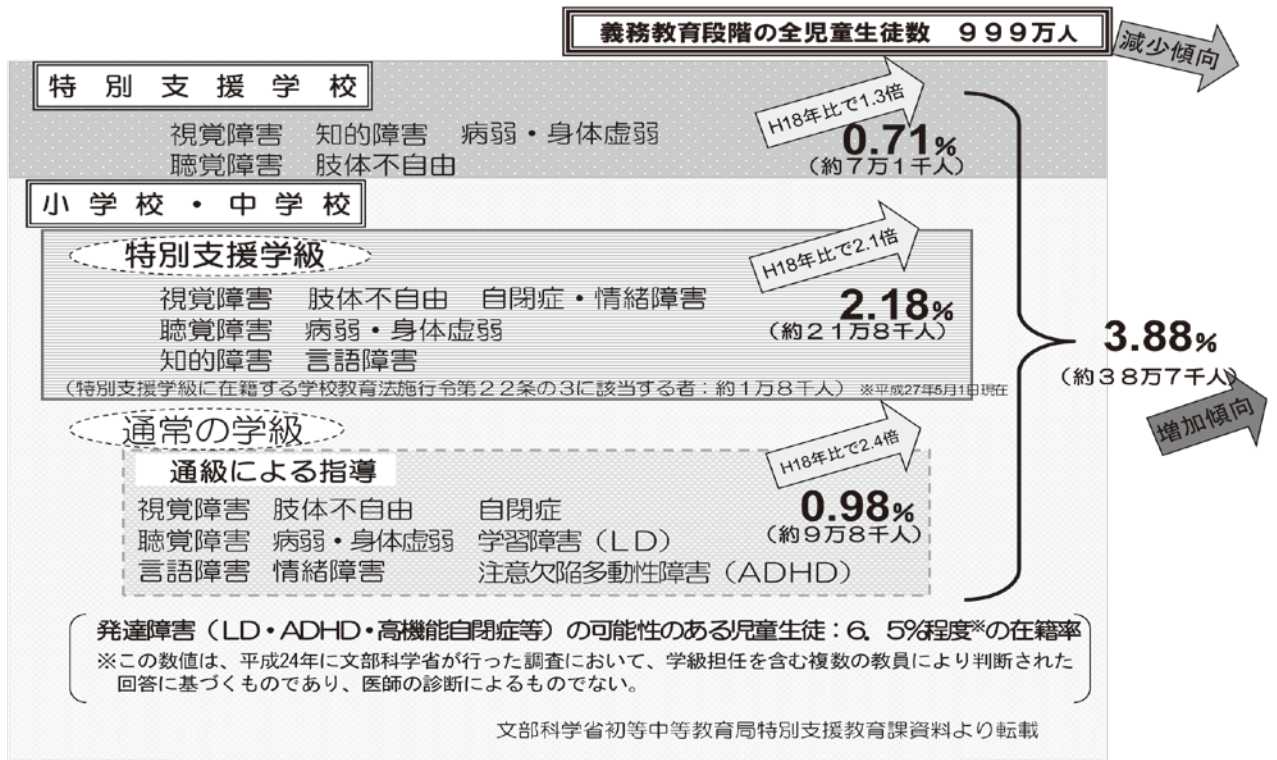 義務教育段階の全児童生徒数　９９９万人
減少傾向
特別支援学校
H18年比で1.3倍
視覚障害　知的障害　病弱・身体虚弱
聴覚障害　肢体不自由
0.71%
（約７万１千人）
小学校・中学校
特別支援学級
H18年比で2.1倍
視覚障害　肢体不自由　自閉症・情緒障害
聴覚障害　病弱・身体虚弱
知的障害　言語障害
2.18%
（約２１万８千人）
（特別支援学級に在籍する学校教育法施行令第２２条の３に該当する者：約１万８千人）　※平成27年5月1日現在
3.88%
（約３８万７千人）
増加傾向
通常の学級
通級による指導
H18年比で2.4倍
視覚障害　肢体不自由　自閉症
聴覚障害　病弱・身体虚弱　学習障害（ＬＤ）
言語障害　情緒障害　注意欠陥多動性障害（ＡＤＨＤ）
0.98%
（約９万８千人）
発達障害（ＬＤ・ＡＤＨＤ・高機能自閉症等）の可能性のある児童生徒：６．５％程度※の在籍率
※この数値は、平成24年に文部科学省が行った調査において、学級担任を含む複数の教員により判断された
回答に基づくものであり、医師の診断によるものでない。
文部科学省初等中等教育局特別支援教育課資料より転載